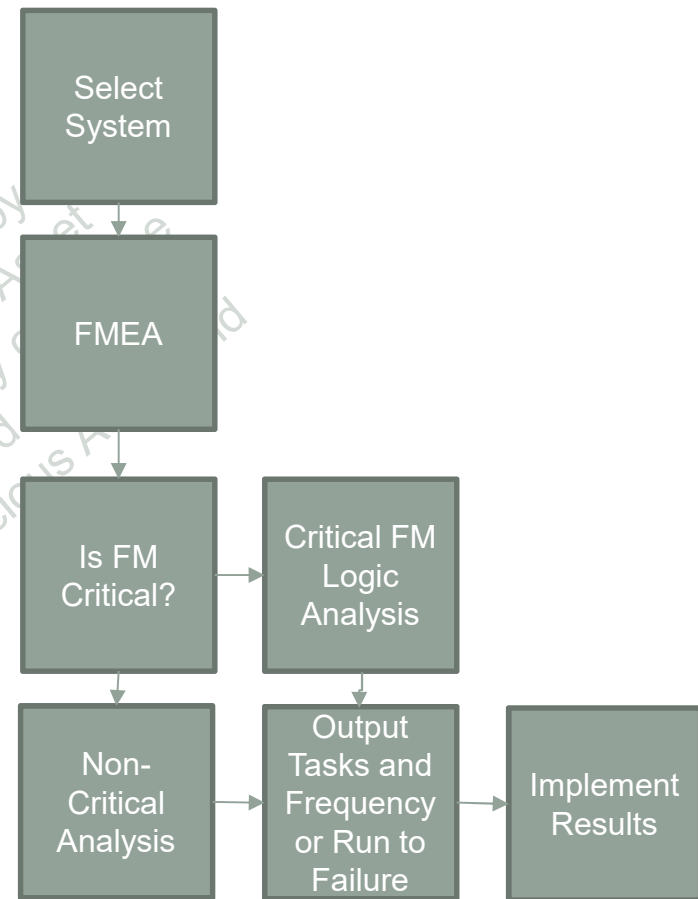 Select
System
FMEA
Is FM
Critical?
Critical FM
Logic
Analysis
Non-
Critical
Analysis
Output
Tasks and
Frequency
or Run to
Failure
Implement
Results